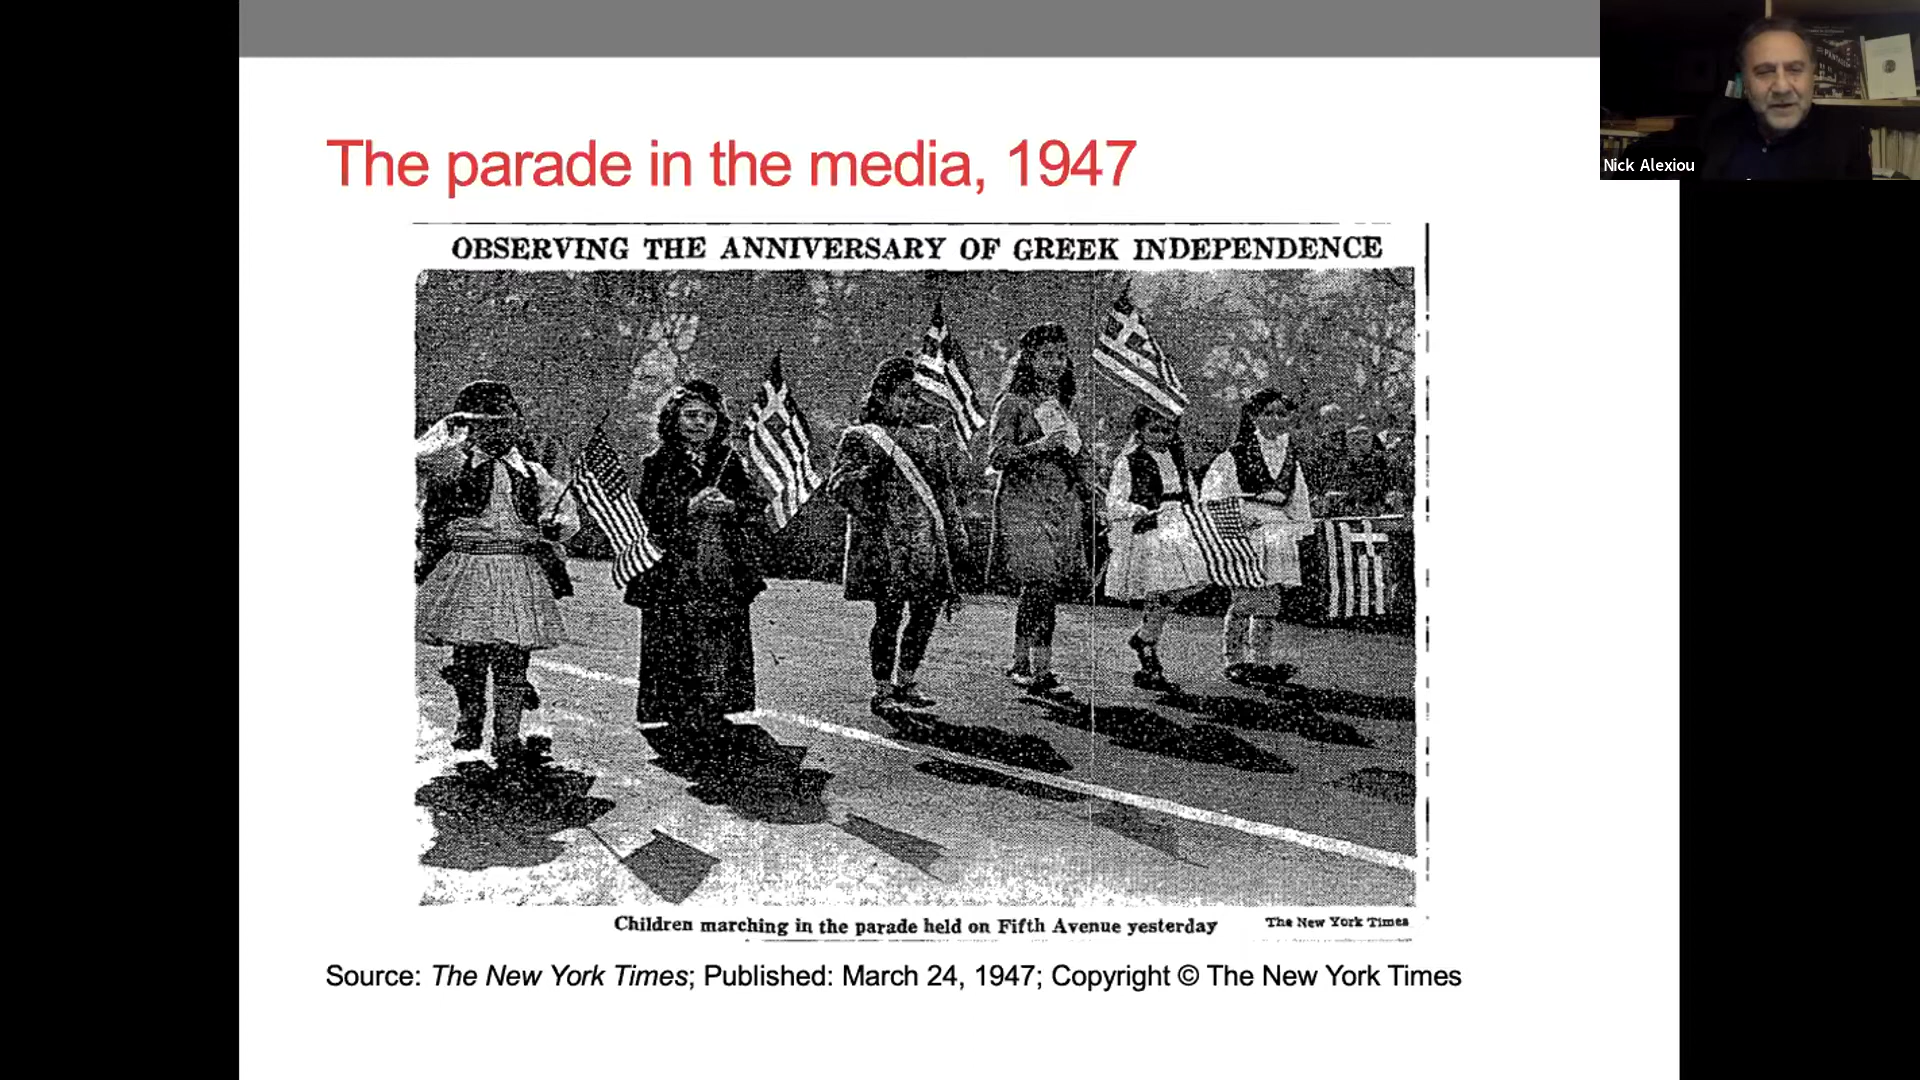 The parade in the media, 1947
OBSERVING THE ANNIVERSARY OF GREEK INDEPENDENCE
Children marching in the parade held on Fifth Avenue yesterday
The New York Times
Source: The New York Times; Published: March 24, 1947; Copyright © The New York Times
Nick Alexiou